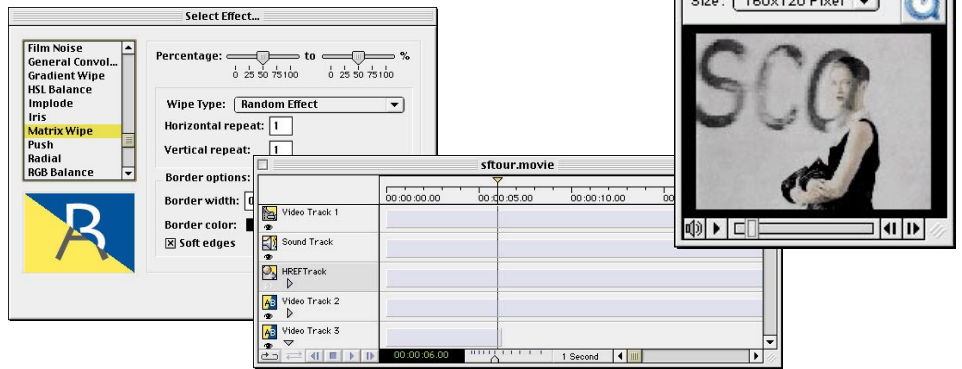 Select Effect...
Film Noise
General Convol...
Gradient Wipe
HSL Balance
Implode
Iris
Matrix Wipe
Push
Radial
RGB Balance
Percentage:
to
%
0 25 50 75 100
0 25 50 75 100
Wipe Type: Random Effect
Horizontal repeat: 1
Vertical repeat: 1
Border options:
Border width: 0
Border color:
Soft edges
A
B
sftour.movie
00:00:00.00
00:00:05.00
00:00:10.00
00
Video Track 1
Sound Track
HREFTrack
Video Track 2
Video Track 3
00:00:06.00
1 Second
Size: 160x120 Pixel
SCO